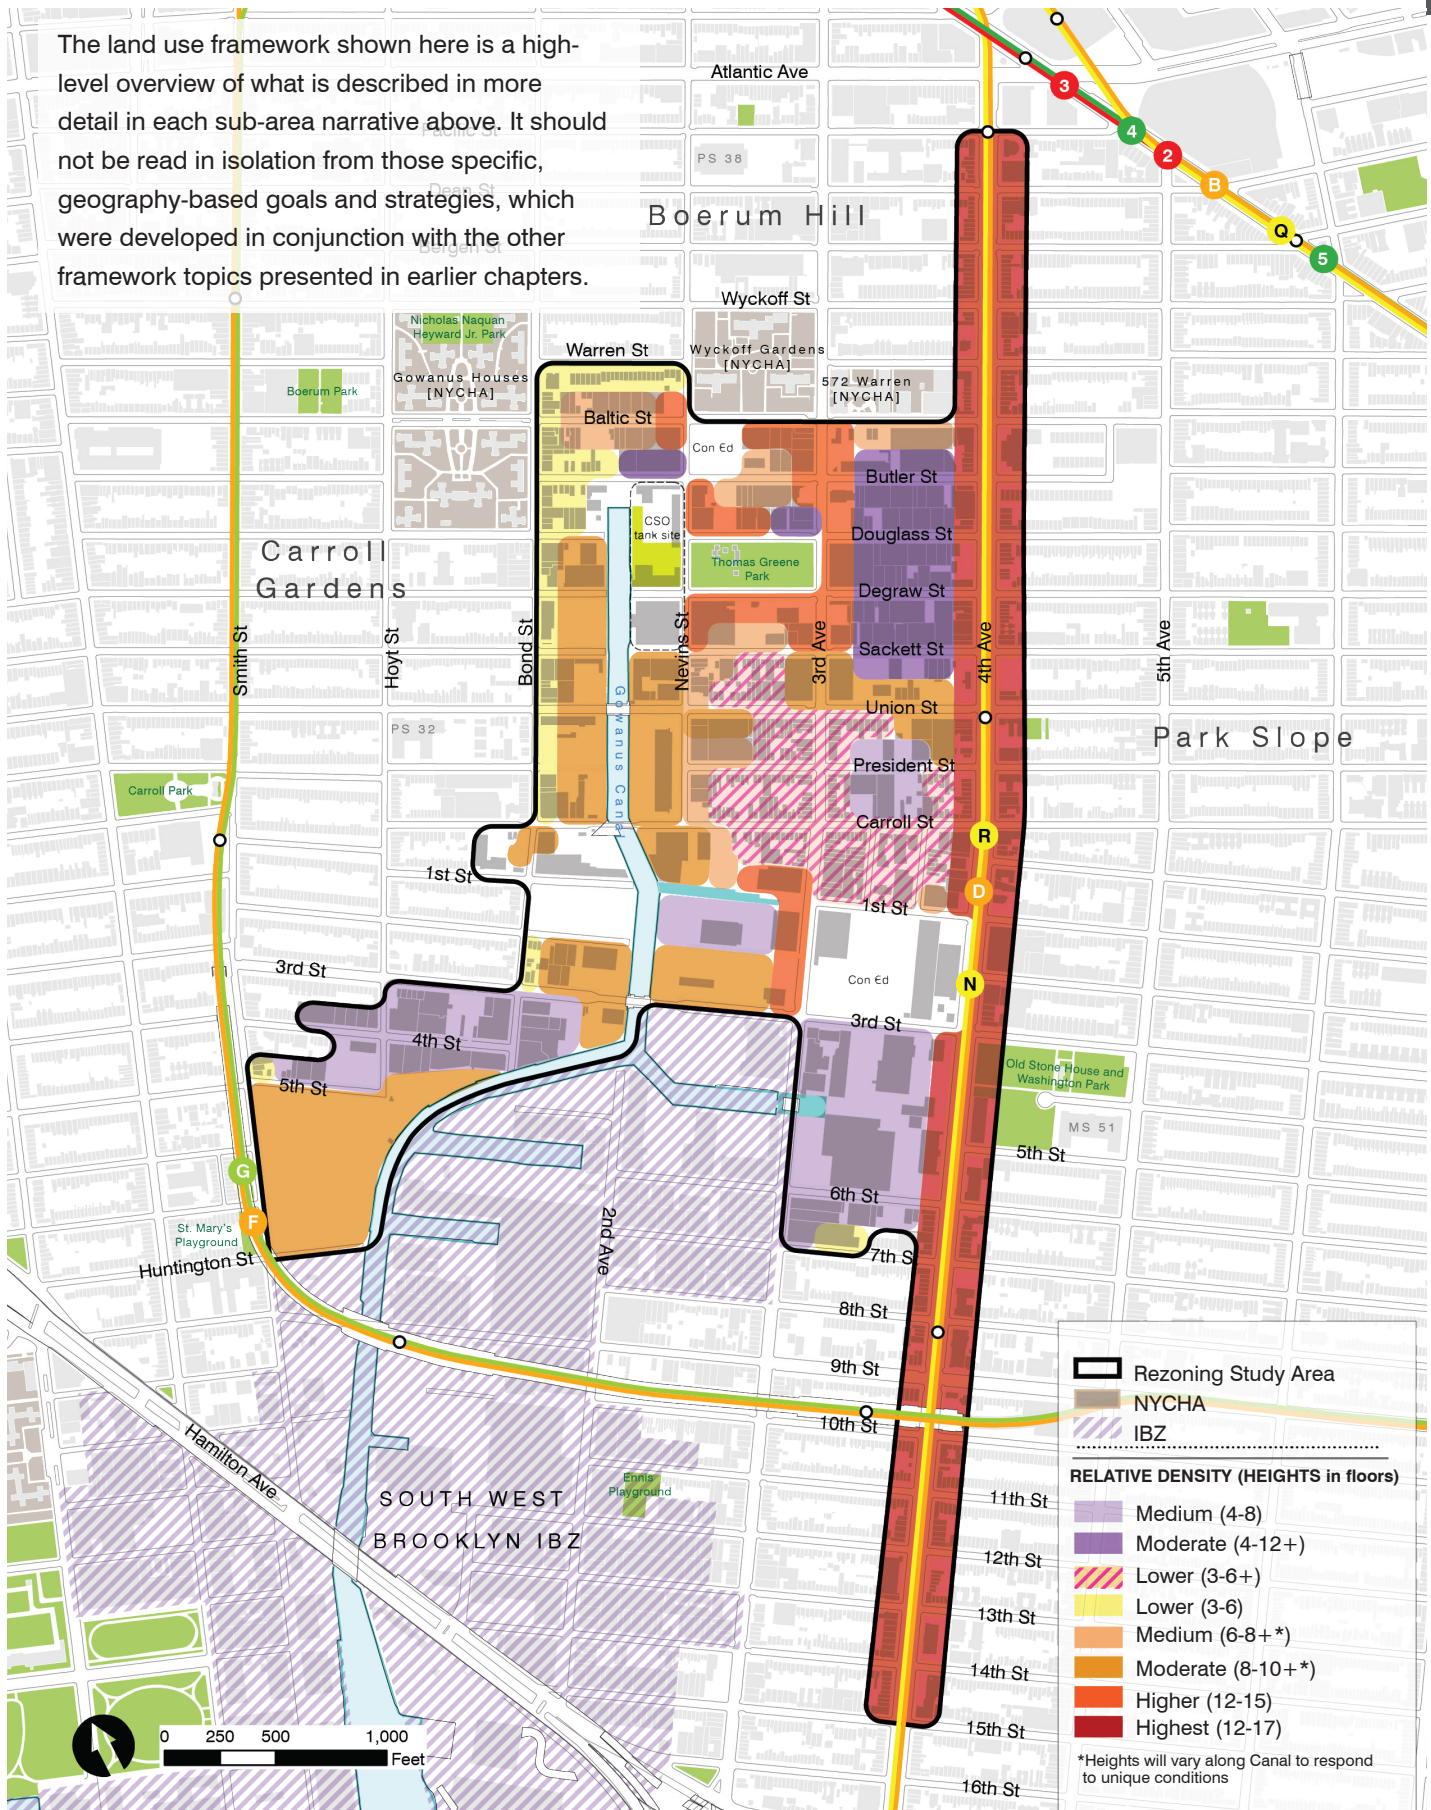 The land use framework shown here is a high-
level overview of what is described in more
detail in each sub-area narrative above. It should
not be read in isolation from those specific,
geography-based goals and strategies, which
were developed in conjunction with the other
framework topics presented in earlier chapters.
Pacific St
Dean St
Bergen St
Atlantic Ave
PS 38
Boerum Hill
3
4
2
B
Q
5
Wyckoff St
Nicholas Naquan
Heyward Jr. Park
Warren St
Wyckoff Gardens
[NYCHA]
Gowanus Houses
[NYCHA]
Boerum Park
572 Warren
[NYCHA]
Baltic St
Con Ed
Butler St
CSO
tank site
Douglass St
Carroll
Gardens
Thomas Greene
Park
Degraw St
Smith St
Hoyt St
Bond St
Nevins St
3rd Ave
4th Ave
5th Ave
Sackett St
Gowanus Canal
Union St
PS 32
Park Slope
President St
Carroll Park
Carroll St
R
1st St
D
1st St
3rd St
Con Ed
N
3rd St
4th St
Old Stone House and
Washington Park
5th St
MS 51
5th St
G
6th St
F
St. Mary's
Playground
2nd Ave
Huntington St
7th S
8th St
9th St
10th St
Hamilton Ave
Ennis
Playground
SOUTH WEST
BROOKLYN IBZ
11th St
12th St
13th St
14th St
15th St
16th St
0 250 500 1,000
Feet
Rezoning Study Area
NYCHA
IBZ
RELATIVE DENSITY (HEIGHTS in floors)
Medium (4-8)
Moderate (4-12+)
Lower (3-6+)
Lower (3-6)
Medium (6-8+*)
Moderate (8-10+*)
Higher (12-15)
Highest (12-17)
*Heights will vary along Canal to respond
to unique conditions